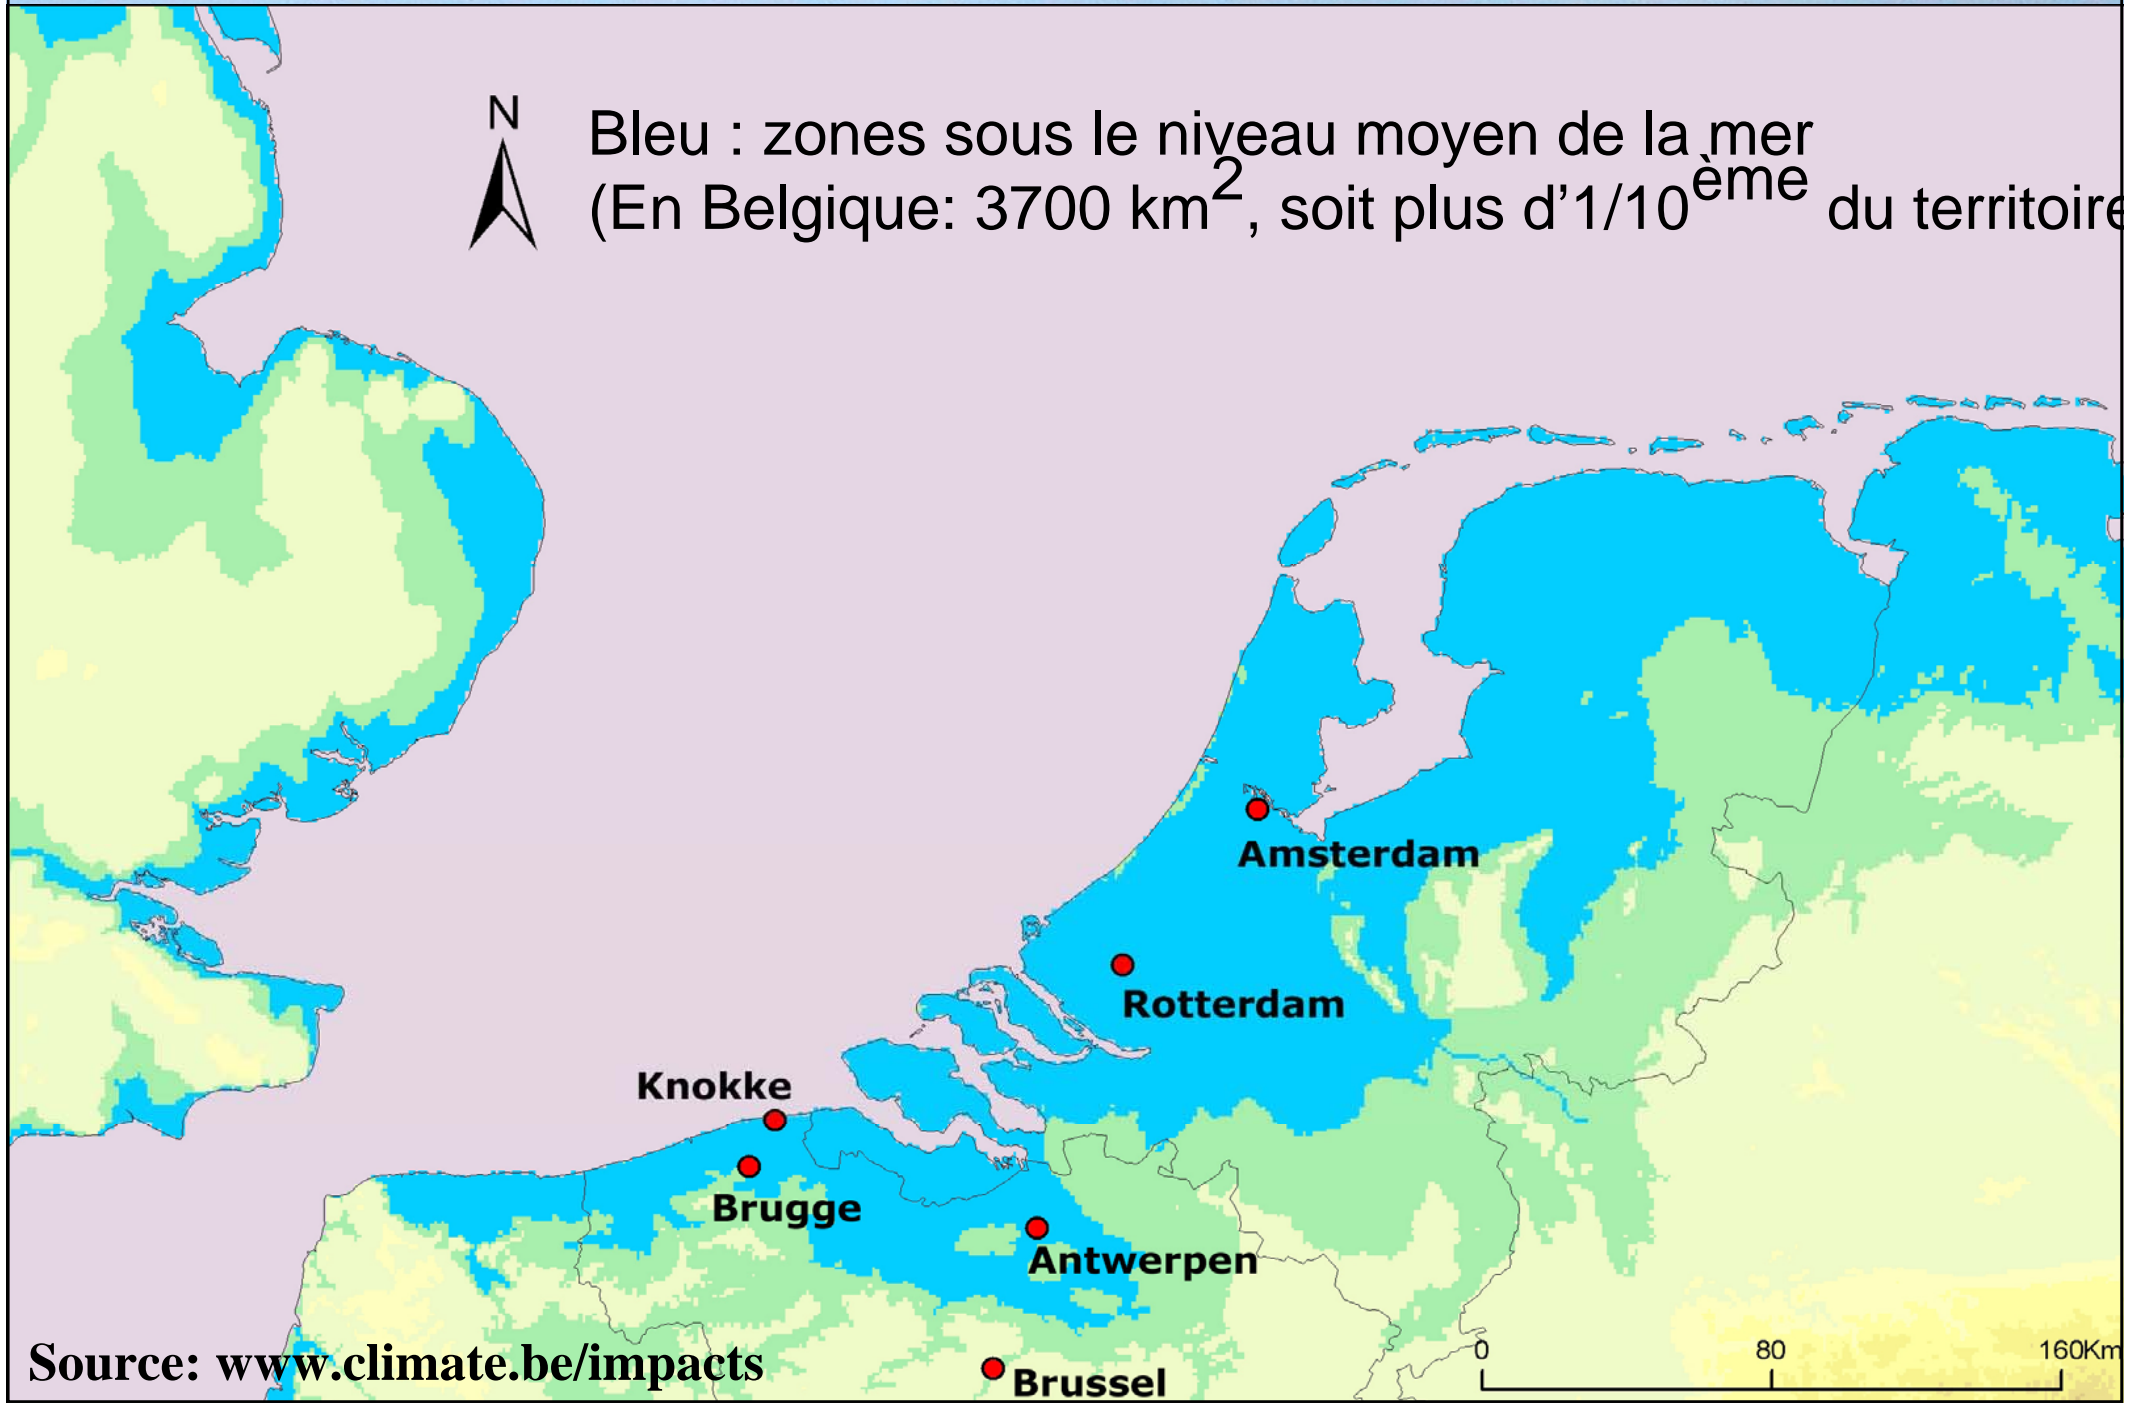 N
Bleu : zones sous le niveau moyen de la mer
(En Belgique: 3700 km², soit plus d’1/10ème du territoire
Amsterdam
Rotterdam
Knokke
Brugge
Antwerpen
Brussel
0 80 160Km
Source: www.climate.be/impacts